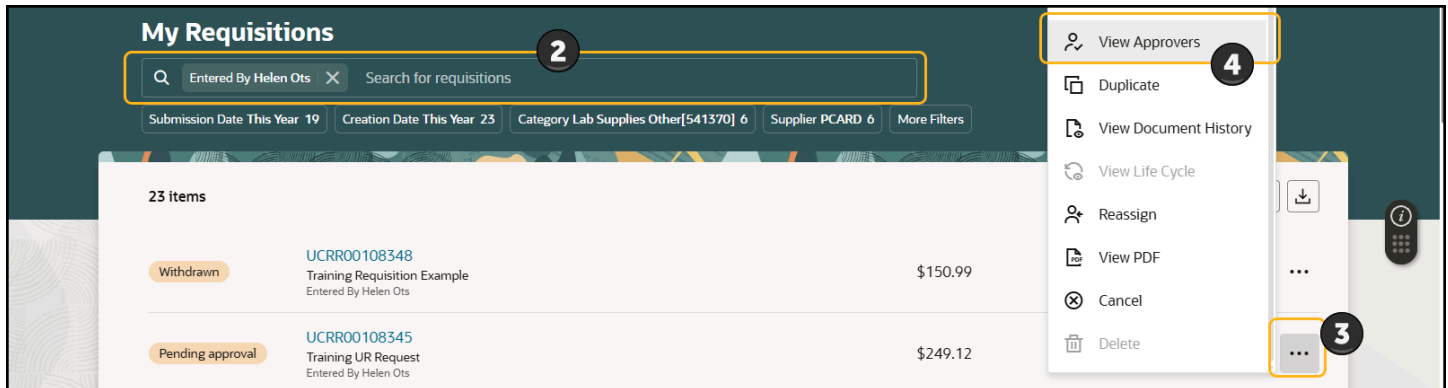 My Requisitions
2
Entered By Helen Ots
Search for requisitions
Submission Date This Year 19
Creation Date This Year 23
Category Lab Supplies Other[541370] 6
Supplier PCARD 6
More Filters
View Approvers
4
Duplicate
View Document History
View Life Cycle
Reassign
PDF
View PDF
Cancel
Delete
23 items
i
Withdrawn
UCRR00108348
Training Requisition Example
Entered By Helen Ots
$150.99
...
Pending approval
UCRR00108345
Training UR Request
Entered By Helen Ots
$249.12
...
3